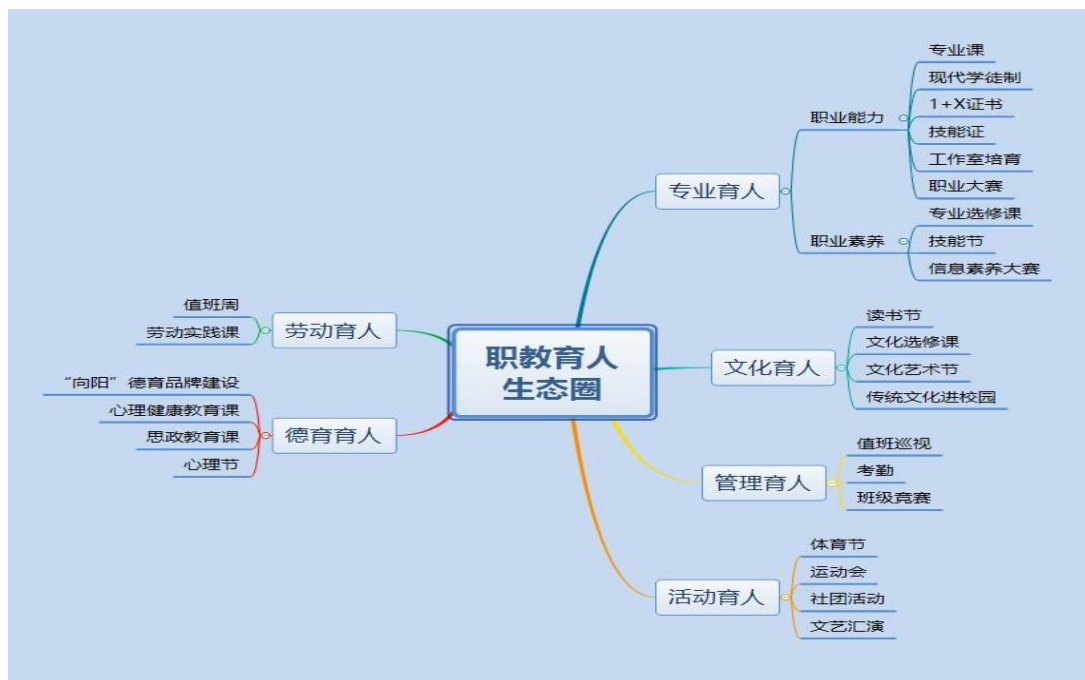 职教育人
生态圈
专业育人
职业能力
专业课
现代学徒制
1+X证书
技能证
工作室培育
职业大赛
职业素养
专业选修课
技能节
信息素养大赛
文化育人
读书节
文化选修课
文化艺术节
传统文化进校园
管理育人
值班巡视
考勤
班级竞赛
活动育人
体育节
运动会
社团活动
文艺汇演
劳动育人
值班周
劳动实践课
德育育人
“向阳”德育品牌建设
心理健康教育课
思政教育课
心理节